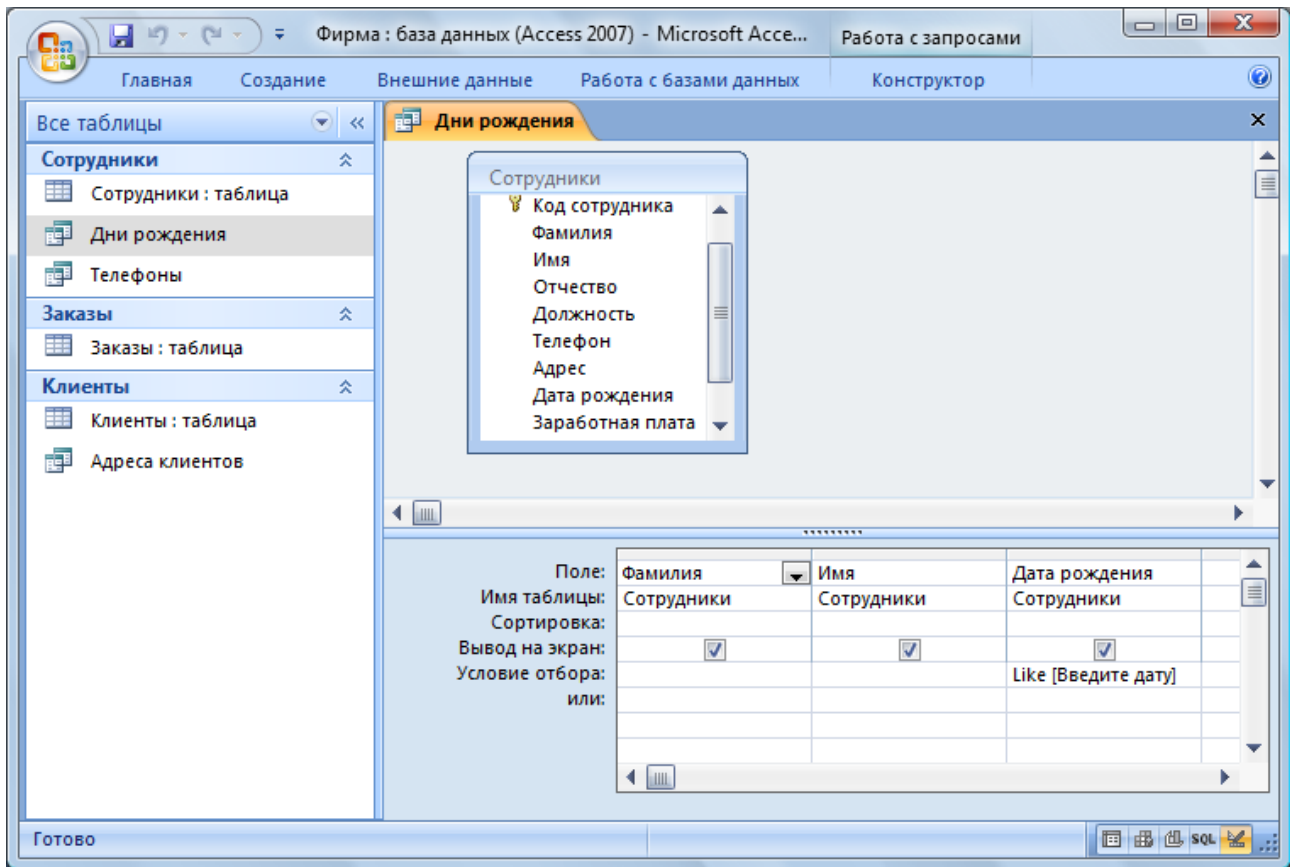 Фирма : база данных (Access 2007) - Microsoft Acce...
Работа с запросами
Главная Создание Внешние данные Работа с базами данных Конструктор
Все таблицы
Сотрудники
Сотрудники : таблица
Дни рождения
Телефоны
Заказы
Заказы : таблица
Клиенты
Клиенты : таблица
Адреса клиентов
Дни рождения
Сотрудники
Код сотрудника
Фамилия
Имя
Отчество
Должность
Телефон
Адрес
Дата рождения
Заработная плата
Поле: Фамилия Имя Дата рождения
Имя таблицы: Сотрудники Сотрудники Сотрудники
Сортировка:
Вывод на экран:
Условие отбора: Like [Введите дату]
или:
Готово
SQL